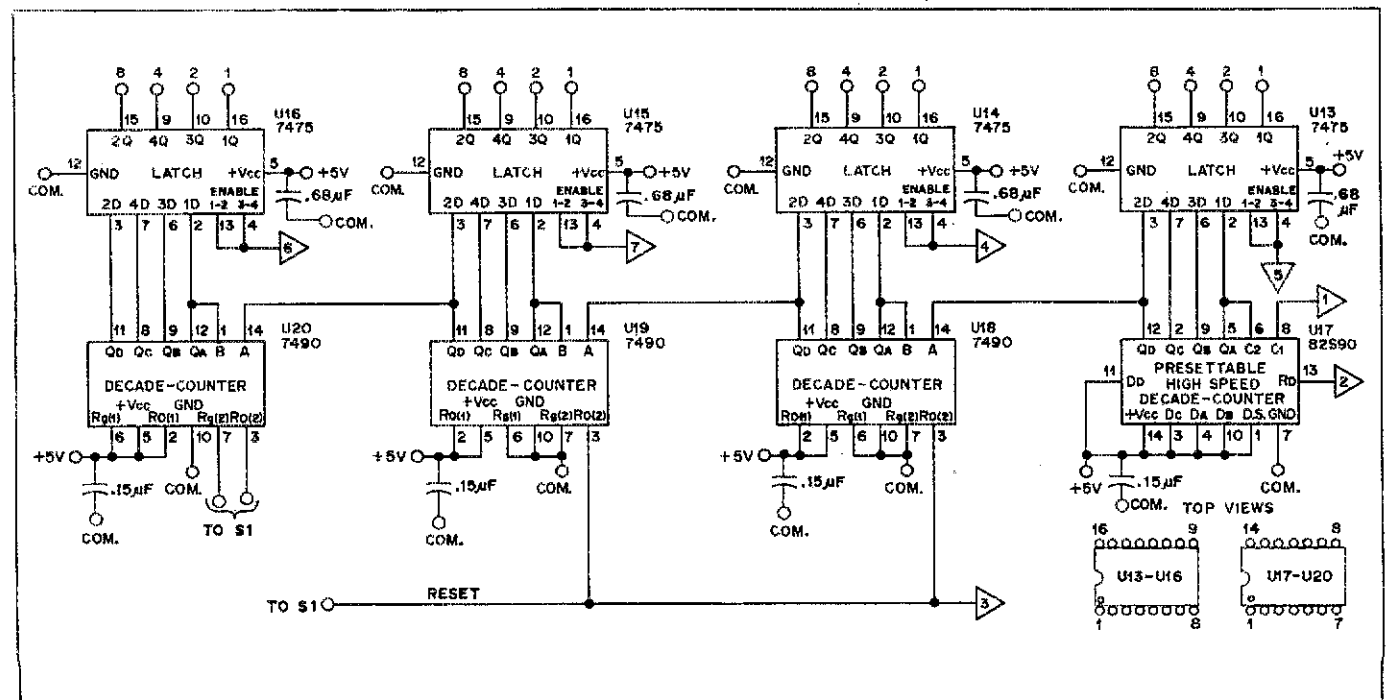 8 4 2 1 8 4 2 1 8 4 2 1 8 4 2 1
U16 7475
U15 7475
U14 7475
U13 7475
15 9 10 16 15 9 10 16 15 9 10 16 15 9 10 16
2Q 4Q 3Q 1Q 2Q 4Q 3Q 1Q 2Q 4Q 3Q 1Q 2Q 4Q 3Q 1Q
12 5 +5V 12 5 +5V 12 5 +5V 12 5 +5V
GND LATCH +Vcc GND LATCH +Vcc GND LATCH +Vcc GND LATCH +Vcc
COM. COM. COM. COM.
ENABLE ENABLE ENABLE ENABLE
2D 4D 3D 1D 1-2 3-4 2D 4D 3D 1D 1-2 3-4 2D 4D 3D 1D 1-2 3-4 2D 4D 3D 1D 1-2 3-4
.68µF .68µF .68µF .68 µF
COM. COM. COM. COM.
3 7 6 2 13 4 3 7 6 2 13 4 3 7 6 2 13 4 3 7 6 2 13 4
6 7 4 5
1
11 8 9 12 1 14 11 8 9 12 1 14 11 8 9 12 1 14 12 2 9 5 6 8
U20 7490
U19 7490
U18 7490
U17 82S90
QD QC QB QA B A QD QC QB QA B A QD QC QB QA B A QD QC QB QA C2 C1
DECADE-COUNTER DECADE-COUNTER DECADE-COUNTER
PRESETTABLE
HIGH SPEED
DECADE-COUNTER
11 DD RD 13 2
+Vcc GND +Vcc GND +Vcc GND
R9(1) RO(1) R9(2) RO(2)
RO(1) R9(1) R9(2) RO(2)
RO(1) R9(1) R9(2) RO(2)
+Vcc DC DA DB D.S. GND
6 5 2 10 7 3 2 5 6 10 7 3 2 5 6 10 7 3 14 3 4 10 1 7
+5V +5V +5V +5V
.15µF .15µF .15µF .15µF
COM. COM. COM. COM.
COM. COM. COM. COM.
TO S1
TOP VIEWS
16 9 14 8
U13-U16 U17-U20
1 8 1 7
TO S1 RESET 3